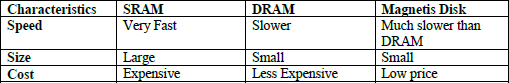 Characteristics SRAM DRAM Magnetis Disk
Speed Very Fast Slower Much slower than
DRAM
Size Large Small Small
Cost Expensive Less Expensive Low price